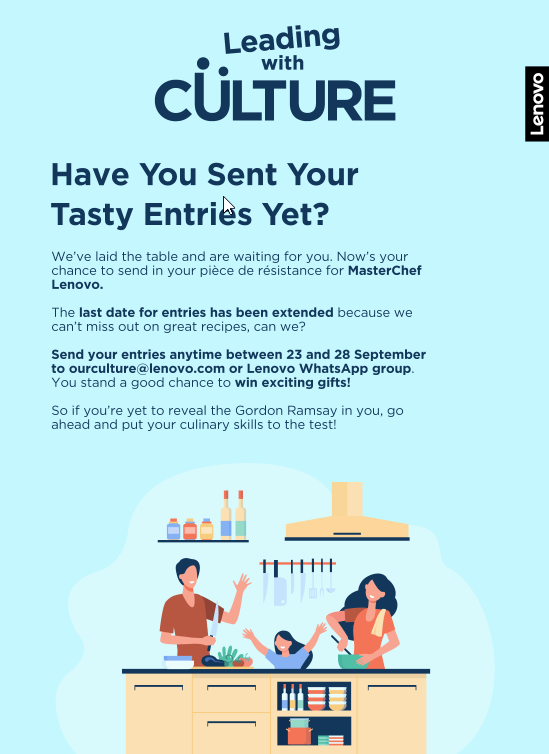 Leading
with
CULTURE
Lenovo
Have You Sent Your
Tasty Entries Yet?
We've laid the table and are waiting for you. Now's your
chance to send in your pièce de résistance for MasterChef
Lenovo.
The last date for entries has been extended because we
can't miss out on great recipes, can we?
Send your entries anytime between 23 and 28 September
to ourculture@lenovo.com or Lenovo WhatsApp group.
You stand a good chance to win exciting gifts!
So if you're yet to reveal the Gordon Ramsay in you, go
ahead and put your culinary skills to the test!